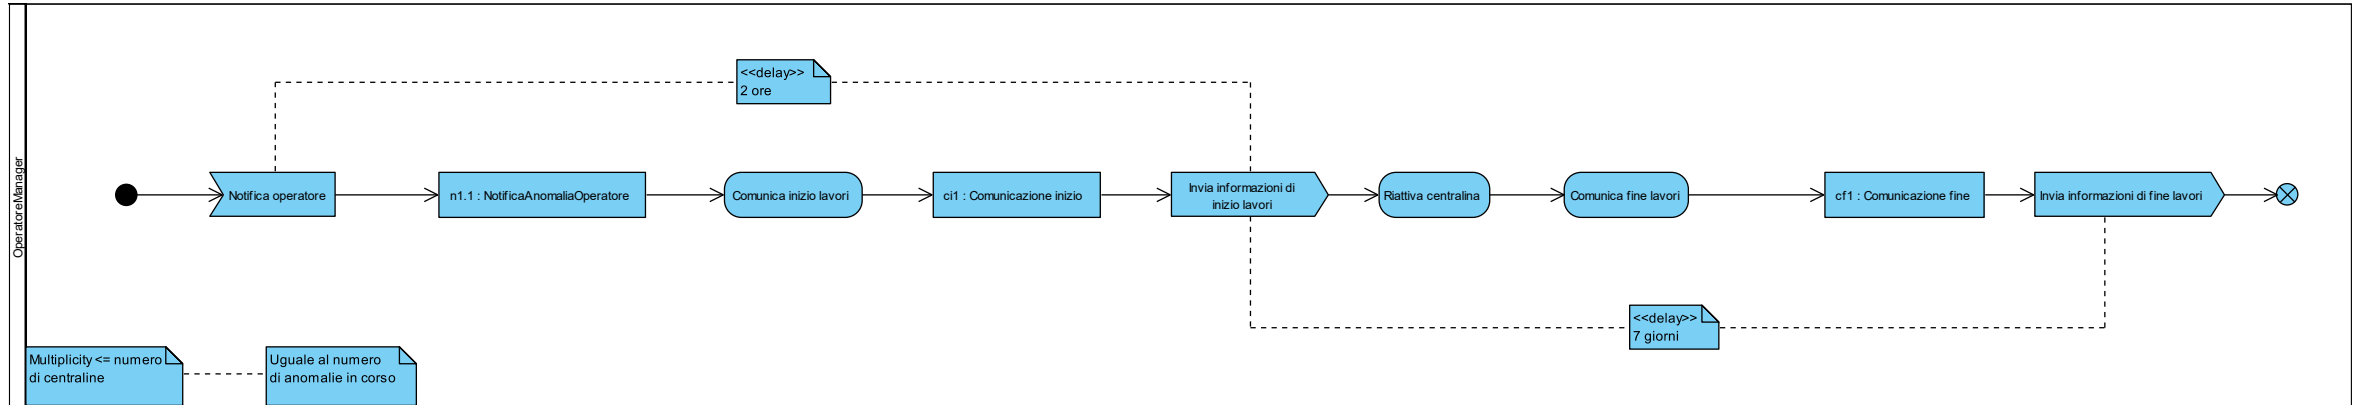 OperatoreManager
<<delay>>
2 ore
Notifica operatore
n1.1 : NotificaAnomaliaOperatore
Comunica inizio lavori
ci1 : Comunicazione inizio
Invia informazioni di
inizio lavori
Riattiva centralina
Comunica fine lavori
cf1 : Comunicazione fine
Invia informazioni di fine lavori
<<delay>>
7 giorni
Multiplicity <= numero
di centraline
Uguale al numero
di anomalie in corso